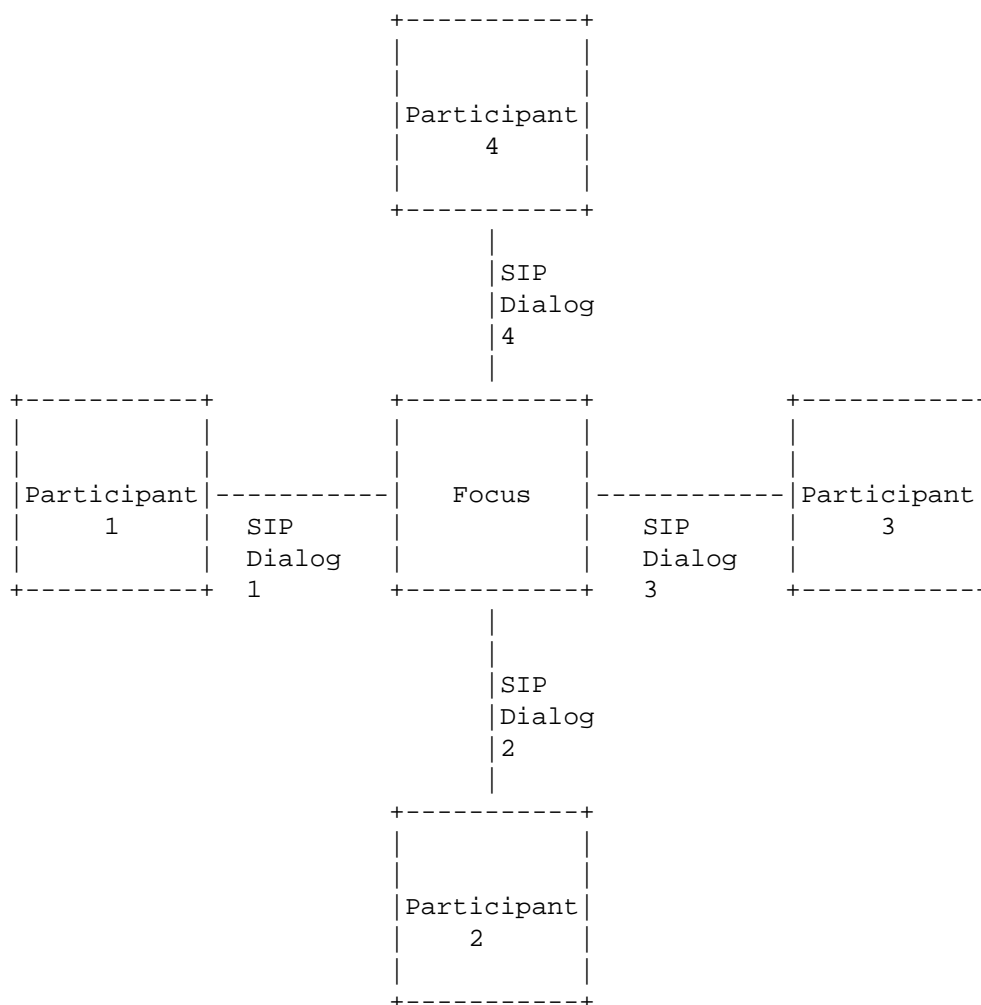 Participant
4
SIP
Dialog
4
Participant Focus Participant
1 SIP SIP 3
Dialog Dialog
1 3
SIP
Dialog
2
Participant
2